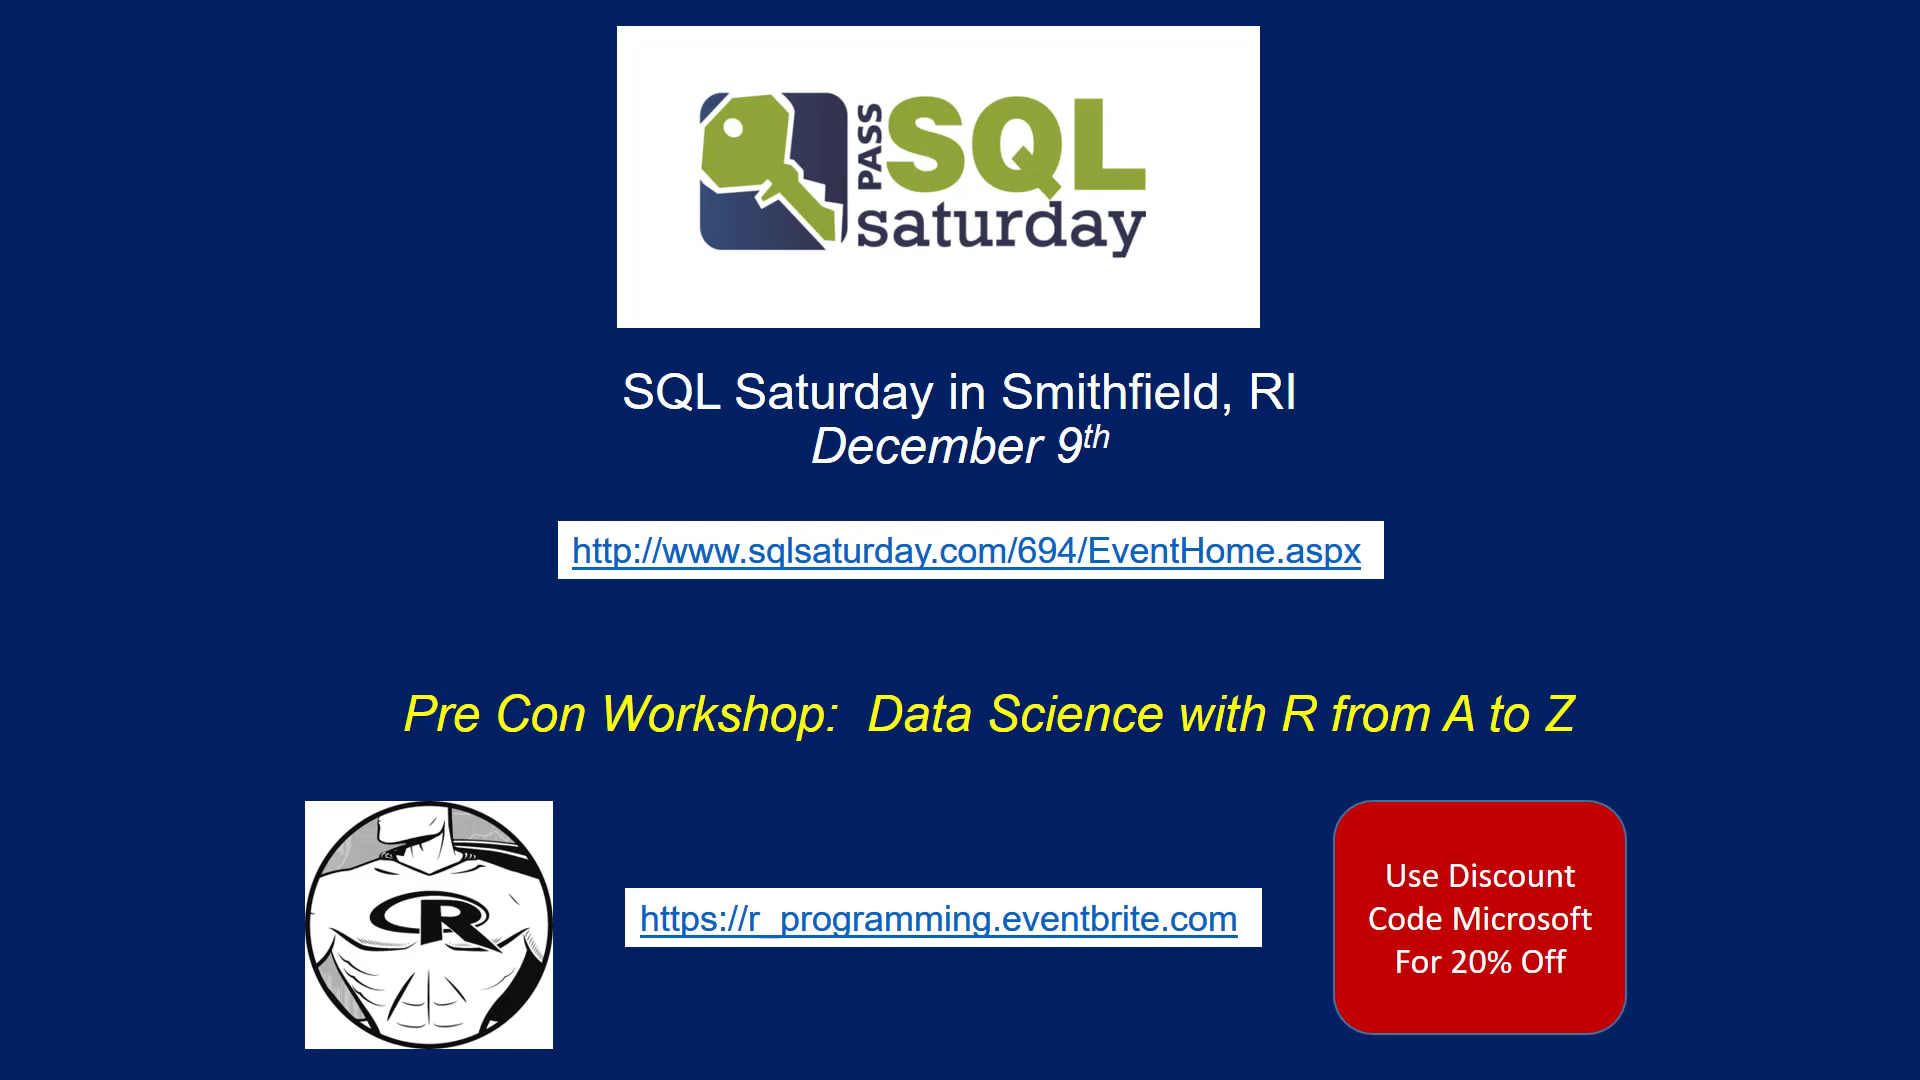 PASS
SQL
saturday
SQL Saturday in Smithfield, RI
December 9th
http://www.sqlsaturday.com/694/EventHome.aspx
Pre Con Workshop:  Data Science with R from A to Z
R
https://r_programming.eventbrite.com
Use Discount
Code Microsoft
For 20% Off